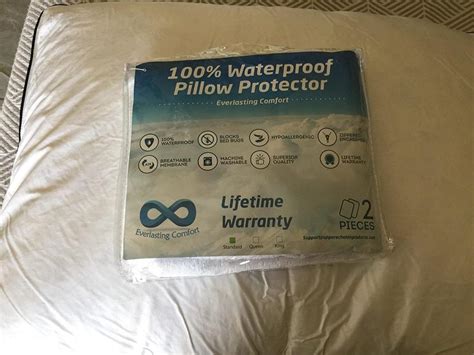 100% Waterproof
Pillow Protector
Everlasting Comfort
100% WATERPROOF
BLOCKS BED BUGS
HYPOALLERGENIC
ZIPPERED
BREATHABLE MEMBRANE
MACHINE WASHABLE
SUPERIOR QUALITY
LIFETIME WARRANTY
Everlasting Comfort
Lifetime
Warranty
2
PIECES
Standard Queen King